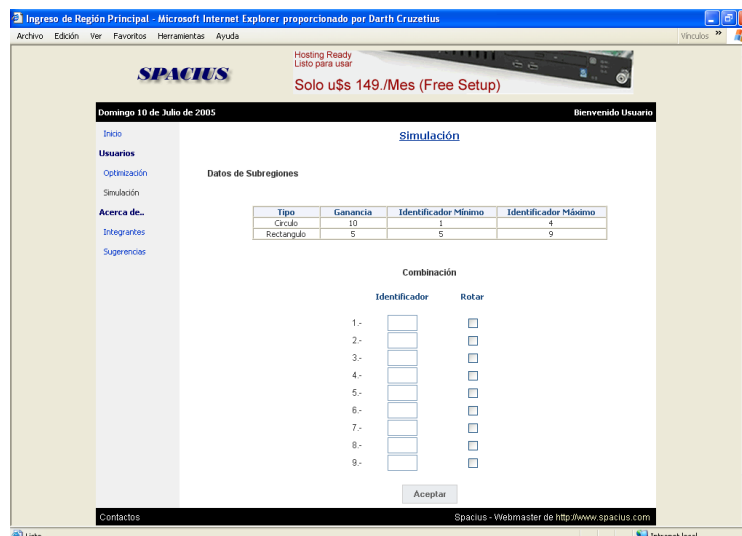 Ingreso de Región Principal - Microsoft Internet Explorer proporcionado por Darth Cruzetius
Archivo Edición Ver Favoritos Herramientas Ayuda Vínculos »
SPACIUS
Hosting Ready
Listo para usar
Solo u$s 149./Mes (Free Setup)
Domingo 10 de Julio de 2005 Bienvenido Usuario
Inicio
Usuarios
Optimización
Simulación
Acerca de..
Integrantes
Sugerencias
Simulación
Datos de Subregiones
Tipo Ganancia Identificador Mínimo Identificador Máximo
Circulo 10 1 4
Rectangulo 5 5 9
Combinación
Identificador Rotar
1.-
2.-
3.-
4.-
5.-
6.-
7.-
8.-
9.-
Aceptar
Contactos Spacius - Webmaster de http://www.spacius.com